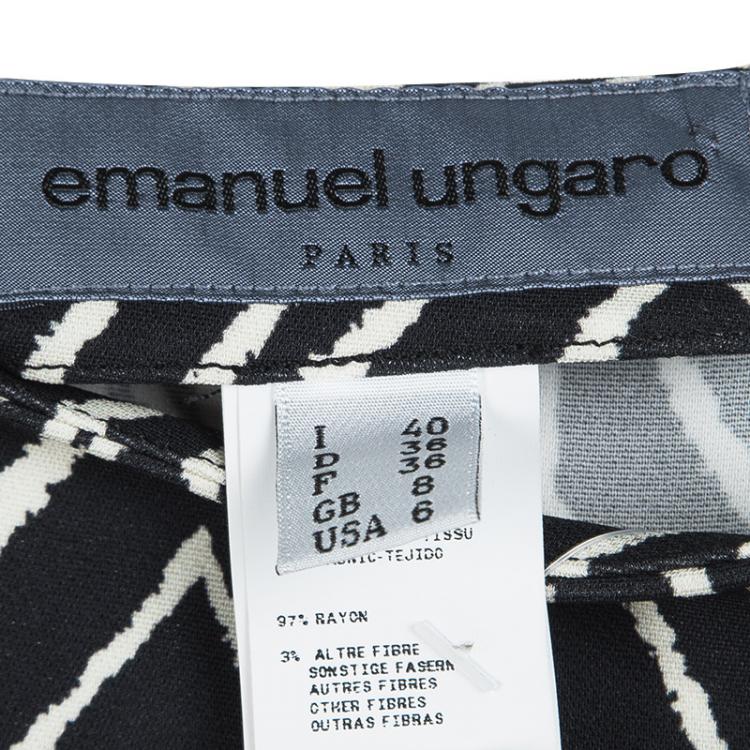 emanuel ungaro
PARIS
I 40
D 36
F 36
GB 8
USA 6
TISSU
TEJIDO
97% RAYON
3% ALTRE FIBRE
SONSTIGE FASERN
AUTRES FIBRES
OTHER FIBRES
OUTRAS FIBRAS